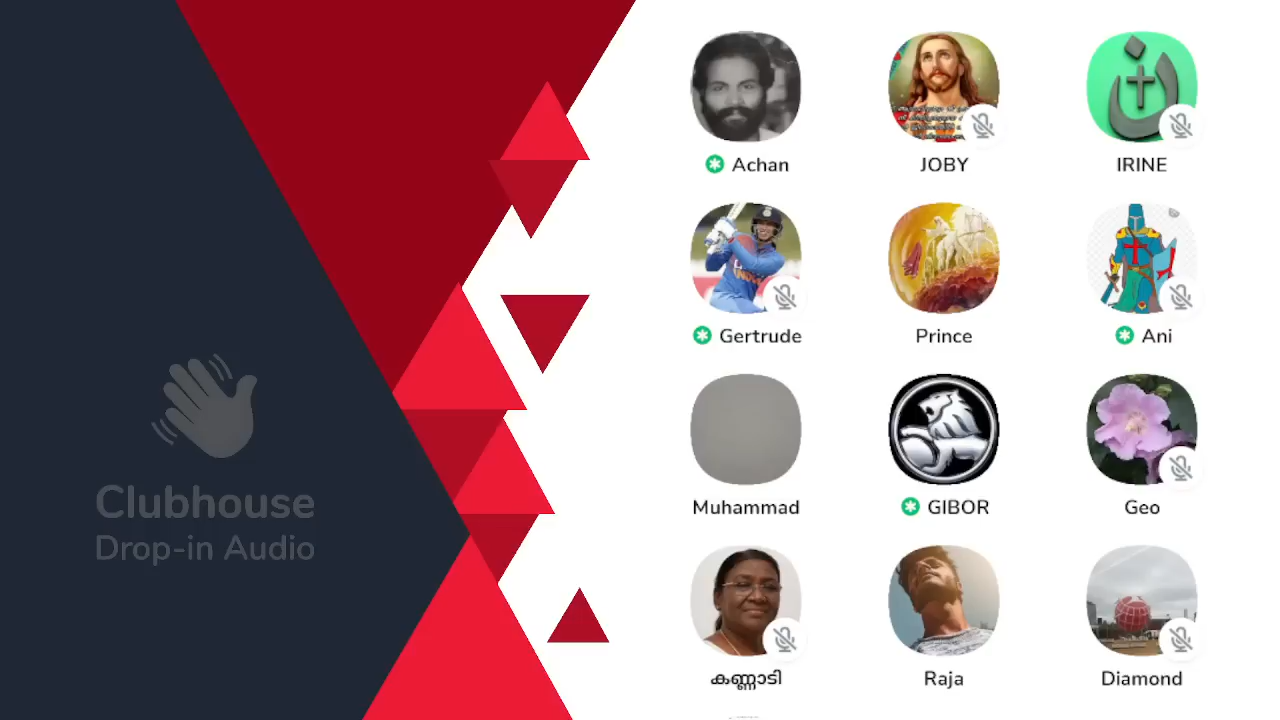 Clubhouse
Drop-in Audio
Achan
JOBY
IRINE
Gertrude
Prince
Ani
Muhammad
GIBOR
Geo
കണ്ണാടി
Raja
Diamond